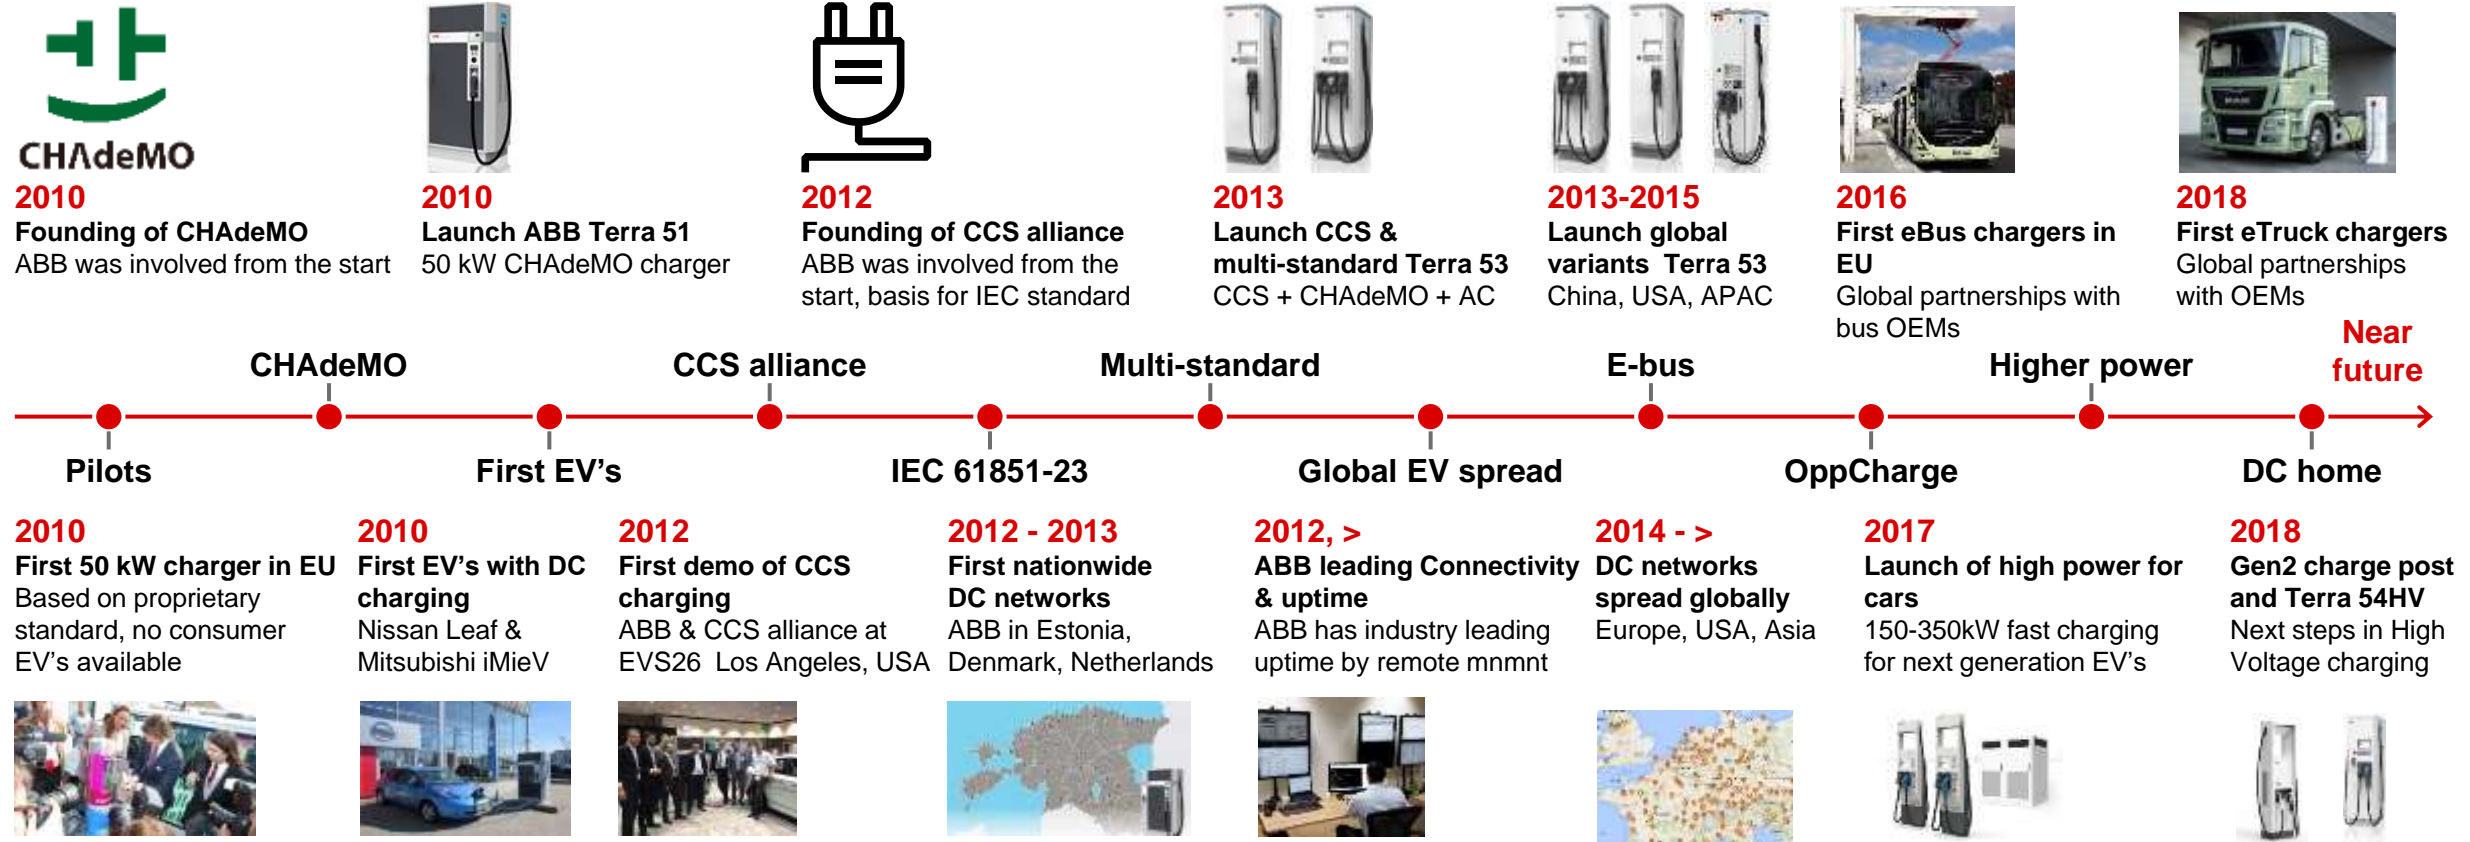 CHΛdeMO
2010
Founding of CHAdeMO
ABB was involved from the start
2010
Launch ABB Terra 51
50 kW CHAdeMO charger
2012
Founding of CCS alliance
ABB was involved from the
start, basis for IEC standard
2013
Launch CCS &
multi-standard Terra 53
CCS + CHAdeMO + AC
2013-2015
Launch global
variants  Terra 53
China, USA, APAC
2016
First eBus chargers in
EU
Global partnerships with
bus OEMs
2018
First eTruck chargers
Global partnerships
with OEMs
Near
future
CHAdeMO
CCS alliance
Multi-standard
E-bus
Higher power
Pilots
First EV's
IEC 61851-23
Global EV spread
OppCharge
DC home
2010
First 50 kW charger in EU
Based on proprietary
standard, no consumer
EV's available
2010
First EV's with DC
charging
Nissan Leaf &
Mitsubishi iMieV
2012
First demo of CCS
charging
ABB & CCS alliance at
EVS26  Los Angeles, USA
2012 - 2013
First nationwide
DC networks
ABB in Estonia,
Denmark, Netherlands
2012, >
ABB leading Connectivity
& uptime
ABB has industry leading
uptime by remote mnmnt
2014 - >
DC networks
spread globally
Europe, USA, Asia
2017
Launch of high power for
cars
150-350kW fast charging
for next generation EV's
2018
Gen2 charge post
and Terra 54HV
Next steps in High
Voltage charging